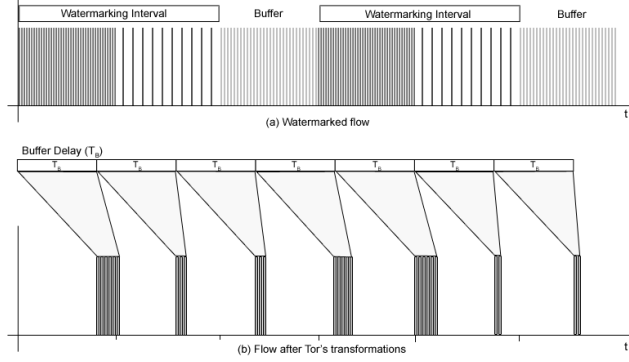 Watermarking Interval Buffer Watermarking Interval Buffer
t
(a) Watermarked flow
Buffer Delay (T_B)
T_B T_B T_B T_B T_B T_B T_B
t
(b) Flow after Tor's transformations